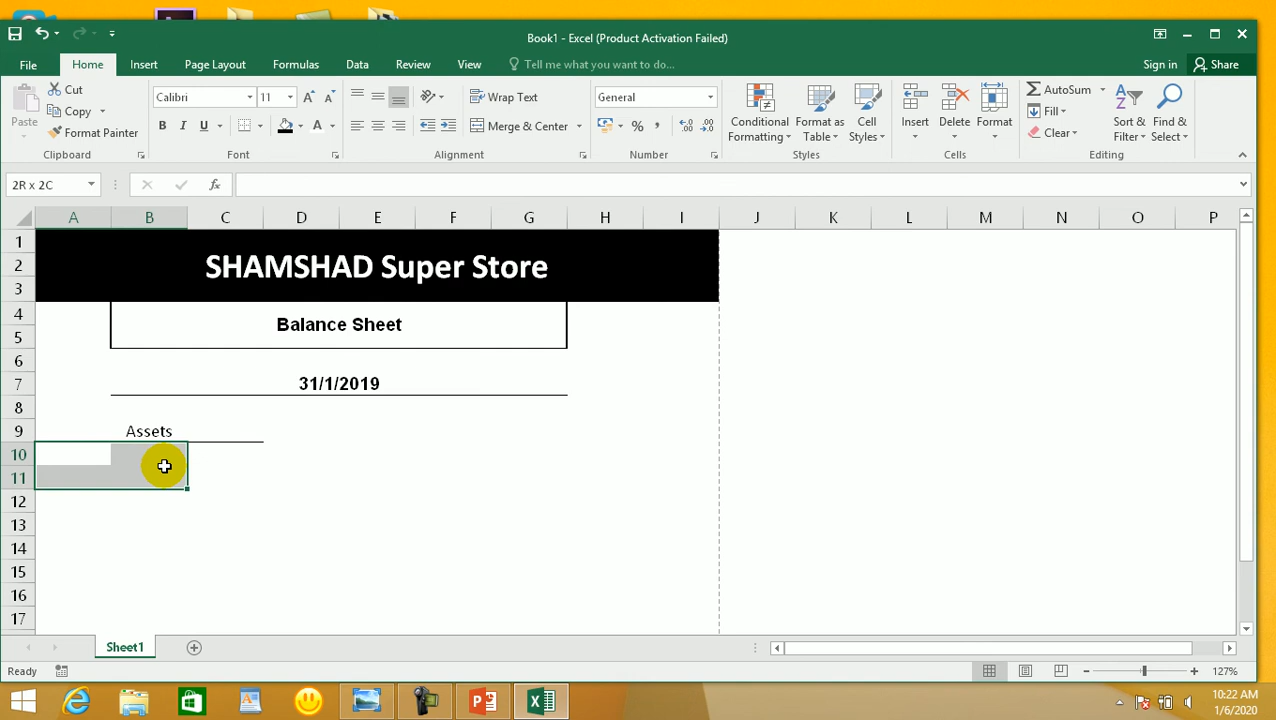 Book1 - Excel (Product Activation Failed)
File Home Insert Page Layout Formulas Data Review View Tell me what you want to do... Sign in Share
Paste Cut Copy Format Painter Clipboard
Calibri 11 A A B I U A Font
Wrap Text Merge & Center Alignment
General % , .0 .00 Number
Conditional Formatting Format as Table Cell Styles Styles
Insert Delete Format Cells
AutoSum Fill Clear Sort & Filter Find & Select Editing
2R x 2C fx
A B C D E F G H I J K L M N O P
1
2 SHAMSHAD Super Store
3
4 Balance Sheet
5
6
7 31/1/2019
8
9 Assets
10
11
12
13
14
15
16
17
Sheet1
Ready 127%
10:22 AM
1/6/2020